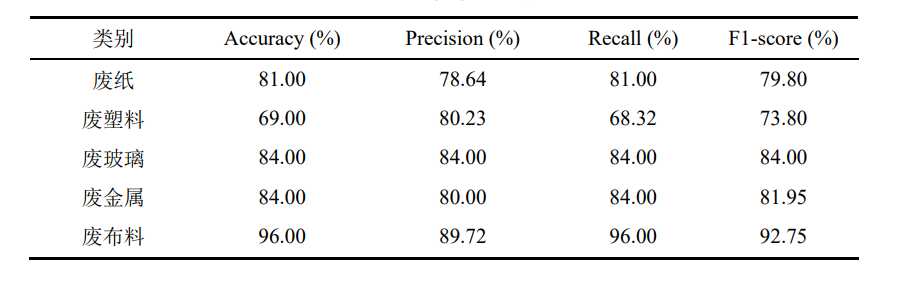 类别 Accuracy (%) Precision (%) Recall (%) F1-score (%)
废纸 81.00 78.64 81.00 79.80
废塑料 69.00 80.23 68.32 73.80
废玻璃 84.00 84.00 84.00 84.00
废金属 84.00 80.00 84.00 81.95
废布料 96.00 89.72 96.00 92.75